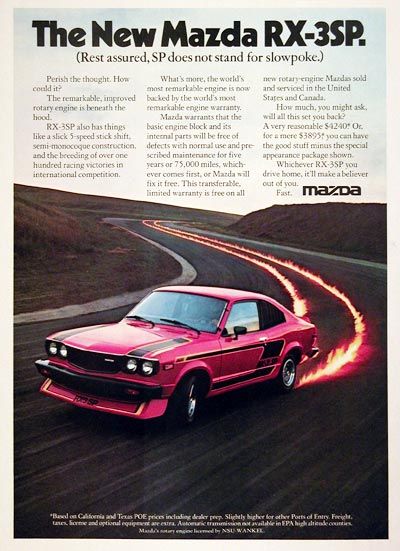 The New Mazda RX-3SP.
(Rest assured, SP does not stand for slowpoke.)
Perish the thought. How
could it?
The remarkable, improved
rotary engine is beneath the
hood.
RX-3SP also has things
like a slick 5-speed stick shift,
semi-monocoque construction,
and the breeding of over one
hundred racing victories in
international competition.
What's more, the world's
most remarkable engine is now
backed by the world's most
remarkable engine warranty.
Mazda warrants that the
basic engine block and its
internal parts will be free of
defects with normal use and pre-
scribed maintenance for five
years or 75,000 miles, which-
ever comes first, or Mazda will
fix it free. This transferable,
limited warranty is free on all
new rotary-engine Mazdas sold
and serviced in the United
States and Canada.
How much, you might ask,
will all this set you back?
A very reasonable $4240* Or,
for a mere $3895* you can have
the good stuff minus the special
appearance package shown.
Whichever RX-3SP you
drive home, it'll make a believer
out of you.
Fast.
mazda
RX-3 SP
*Based on California and Texas POE prices including dealer prep. Slightly higher for other Ports of Entry. Freight,
taxes, license and optional equipment are extra. Automatic transmission not available in EPA high altitude counties.
Mazda's rotary engine licensed by NSU-WANKEL.